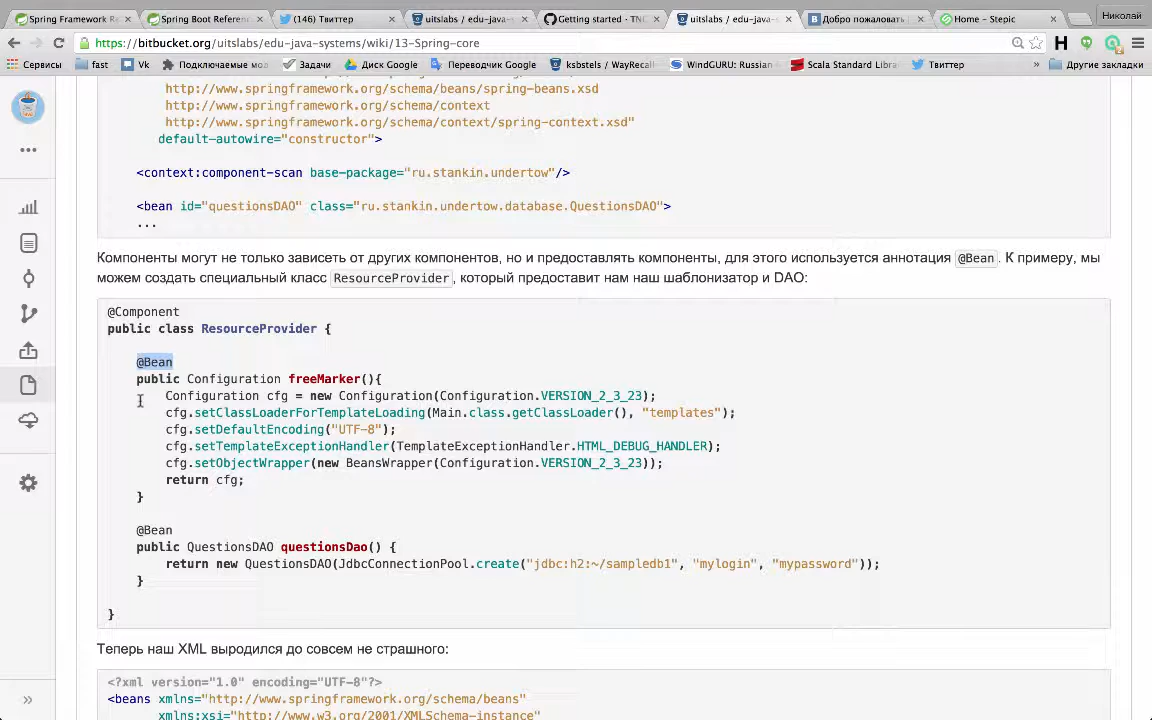 Spring Framework R
Spring Boot Referen
(146) Твиттер
uitslabs / edu-java-s
Getting started - TNC
uitslabs / edu-java-s
Добро пожаловать
Home - Stepic
Николай
https://bitbucket.org/uitslabs/edu-java-systems/wiki/13-Spring-core
Сервисы
fast
Vk
Подключаемые мод
Задачи
Диск Google
Переводчик Google
ksbstels / WayRecall
WindGURU: Russian
Scala Standard Libra
Твиттер
»
Другие закладки
http://www.springframework.org/schema/beans/spring-beans.xsd
http://www.springframework.org/schema/context
http://www.springframework.org/schema/context/spring-context.xsd"
default-autowire="constructor">
<context:component-scan base-package="ru.stankin.undertow"/>
<bean id="questionsDAO" class="ru.stankin.undertow.database.QuestionsDAO">
...
Компоненты могут не только зависеть от других компонентов, но и предоставлять компоненты, для этого используется аннотация @Bean. К примеру, мы
можем создать специальный класс ResourceProvider, который предоставит нам наш шаблонизатор и DAO:
@Component
public class ResourceProvider {
@Bean
public Configuration freeMarker(){
Configuration cfg = new Configuration(Configuration.VERSION_2_3_23);
cfg.setClassLoaderForTemplateLoading(Main.class.getClassLoader(), "templates");
cfg.setDefaultEncoding("UTF-8");
cfg.setTemplateExceptionHandler(TemplateExceptionHandler.HTML_DEBUG_HANDLER);
cfg.setObjectWrapper(new BeansWrapper(Configuration.VERSION_2_3_23));
return cfg;
}
@Bean
public QuestionsDAO questionsDao() {
return new QuestionsDAO(JdbcConnectionPool.create("jdbc:h2:~/sampledb1", "mylogin", "mypassword"));
}
}
Теперь наш XML выродился до совсем не страшного:
<?xml version="1.0" encoding="UTF-8"?>
<beans xmlns="http://www.springframework.org/schema/beans"
xmlns:xsi="http://www.w3.org/2001/XMLSchema-instance"
»